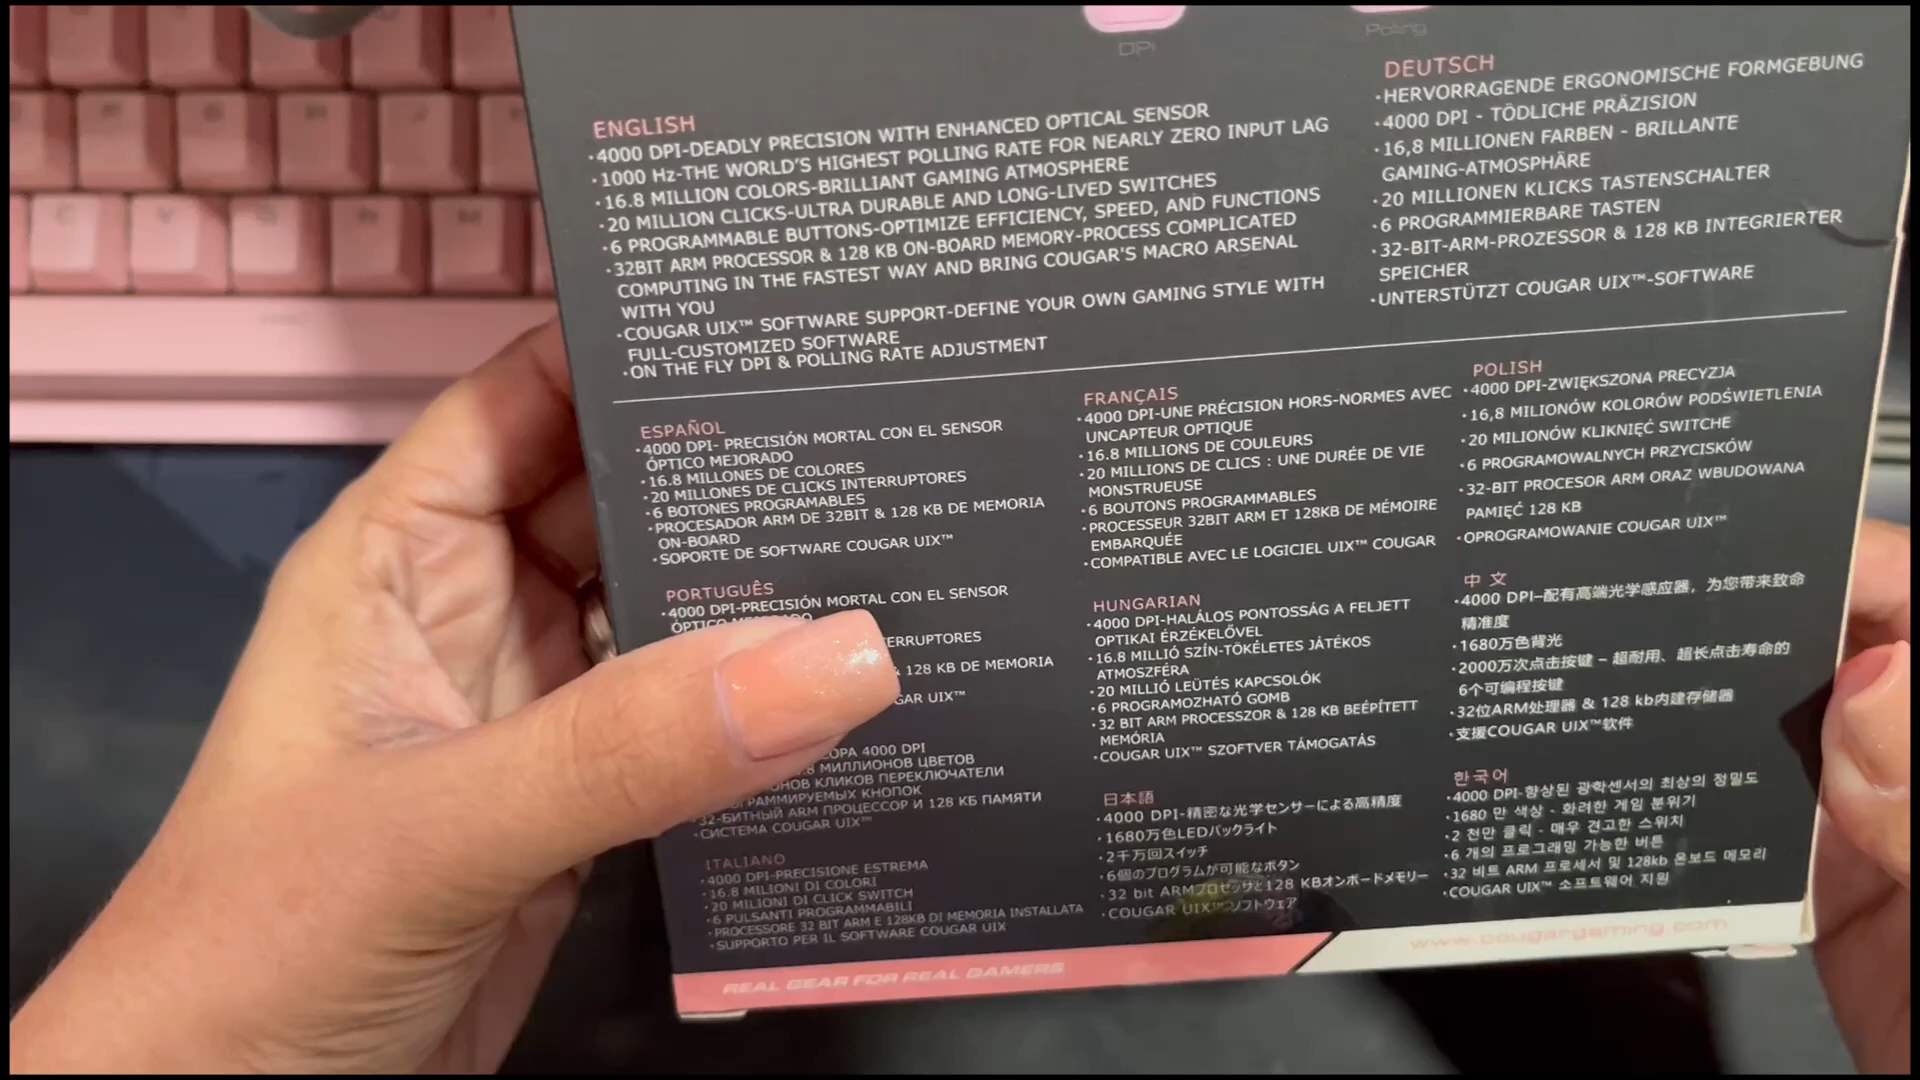 DPI
Polling
ENGLISH
·4000 DPI-DEADLY PRECISION WITH ENHANCED OPTICAL SENSOR
·1000 Hz-THE WORLD'S HIGHEST POLLING RATE FOR NEARLY ZERO INPUT LAG
·16.8 MILLION COLORS-BRILLIANT GAMING ATMOSPHERE
·20 MILLION CLICKS-ULTRA DURABLE AND LONG-LIVED SWITCHES
·6 PROGRAMMABLE BUTTONS-OPTIMIZE EFFICIENCY, SPEED, AND FUNCTIONS
·32BIT ARM PROCESSOR & 128 KB ON-BOARD MEMORY-PROCESS COMPLICATED
COMPUTING IN THE FASTEST WAY AND BRING COUGAR'S MACRO ARSENAL
WITH YOU
·COUGAR UIX™ SOFTWARE SUPPORT-DEFINE YOUR OWN GAMING STYLE WITH
FULL-CUSTOMIZED SOFTWARE
·ON THE FLY DPI & POLLING RATE ADJUSTMENT
DEUTSCH
·HERVORRAGENDE ERGONOMISCHE FORMGEBUNG
·4000 DPI - TÖDLICHE PRÄZISION
·16,8 MILLIONEN FARBEN - BRILLANTE
GAMING-ATMOSPHÄRE
·20 MILLIONEN KLICKS TASTENSCHALTER
·6 PROGRAMMIERBARE TASTEN
·32-BIT-ARM-PROZESSOR & 128 KB INTEGRIERTER
SPEICHER
·UNTERSTÜTZT COUGAR UIX™-SOFTWARE
ESPAÑOL
·4000 DPI- PRECISIÓN MORTAL CON EL SENSOR
ÓPTICO MEJORADO
·16.8 MILLONES DE COLORES
·20 MILLONES DE CLICKS INTERRUPTORES
·6 BOTONES PROGRAMABLES
·PROCESADOR ARM DE 32BIT & 128 KB DE MEMORIA
ON-BOARD
·SOPORTE DE SOFTWARE COUGAR UIX™
FRANÇAIS
·4000 DPI-UNE PRÉCISION HORS-NORMES AVEC
UNCAPTEUR OPTIQUE
·16.8 MILLIONS DE COULEURS
·20 MILLIONS DE CLICS : UNE DURÉE DE VIE
MONSTRUEUSE
·6 BOUTONS PROGRAMMABLES
·PROCESSEUR 32BIT ARM ET 128KB DE MÉMOIRE
EMBARQUÉE
·COMPATIBLE AVEC LE LOGICIEL UIX™ COUGAR
POLISH
·4000 DPI-ZWIĘKSZONA PRECYZJA
·16,8 MILIONÓW KOLORÓW PODŚWIETLENIA
·20 MILIONÓW KLIKNIĘĆ SWITCHE
·6 PROGRAMOWALNYCH PRZYCISKÓW
·32-BIT PROCESOR ARM ORAZ WBUDOWANA
PAMIĘĆ 128 KB
·OPROGRAMOWANIE COUGAR UIX™
PORTUGUÊS
·4000 DPI-PRECISIÓN MORTAL CON EL SENSOR
ÓPTICO MEJORADO
ERRUPTORES
& 128 KB DE MEMORIA
GAR UIX™
HUNGARIAN
·4000 DPI-HALÁLOS PONTOSSÁG A FELJETT
OPTIKAI ÉRZÉKELŐVEL
·16.8 MILLIÓ SZÍN-TÖKÉLETES JÁTÉKOS
ATMOSZFÉRA
·20 MILLIÓ LEÜTÉS KAPCSOLÓK
·6 PROGRAMOZHATÓ GOMB
·32 BIT ARM PROCESSZOR & 128 KB BEÉPÍTETT
MEMÓRIA
·COUGAR UIX™ SZOFTVER TÁMOGATÁS
中 文
·4000 DPI–配有高端光学感应器，为您带来致命
精准度
·1680万色背光
·2000万次点击按键 – 超耐用、超长点击寿命的
6个可编程按键
·32位ARM处理器 & 128 kb内建存储器
·支援COUGAR UIX™软件
ОРА 4000 DPI
.8 МИЛЛИОНОВ ЦВЕТОВ
ОНОВ КЛИКОВ ПЕРЕКЛЮЧАТЕЛИ
ГРАММИРУЕМЫХ КНОПОК
·32-БИТНЫЙ ARM ПРОЦЕССОР И 128 КБ ПАМЯТИ
·СИСТЕМА COUGAR UIX™
日本語
·4000 DPI-精密な光学センサーによる高精度
·1680万色LEDバックライト
·2千万回スイッチ
·6個のプログラムが可能なボタン
·32 bit ARMプロセッサと128 KBオンボードメモリー
·COUGAR UIX™ソフトウェア
한국어
·4000 DPI-향상된 광학센서의 최상의 정밀도
·1680 만 색상 - 화려한 게임 분위기
·2 천만 클릭 - 매우 견고한 스위치
·6 개의 프로그래밍 가능한 버튼
·32 비트 ARM 프로세서 및 128kb 온보드 메모리
·COUGAR UIX™ 소프트웨어 지원
ITALIANO
·4000 DPI-PRECISIONE ESTREMA
·16.8 MILIONI DI COLORI
·20 MILIONI DI CLICK SWITCH
·6 PULSANTI PROGRAMMABILI
·PROCESSORE 32 BIT ARM E 128KB DI MEMORIA INSTALLATA
·SUPPORTO PER IL SOFTWARE COUGAR UIX
REAL GEAR FOR REAL GAMERS
www.cougargaming.com